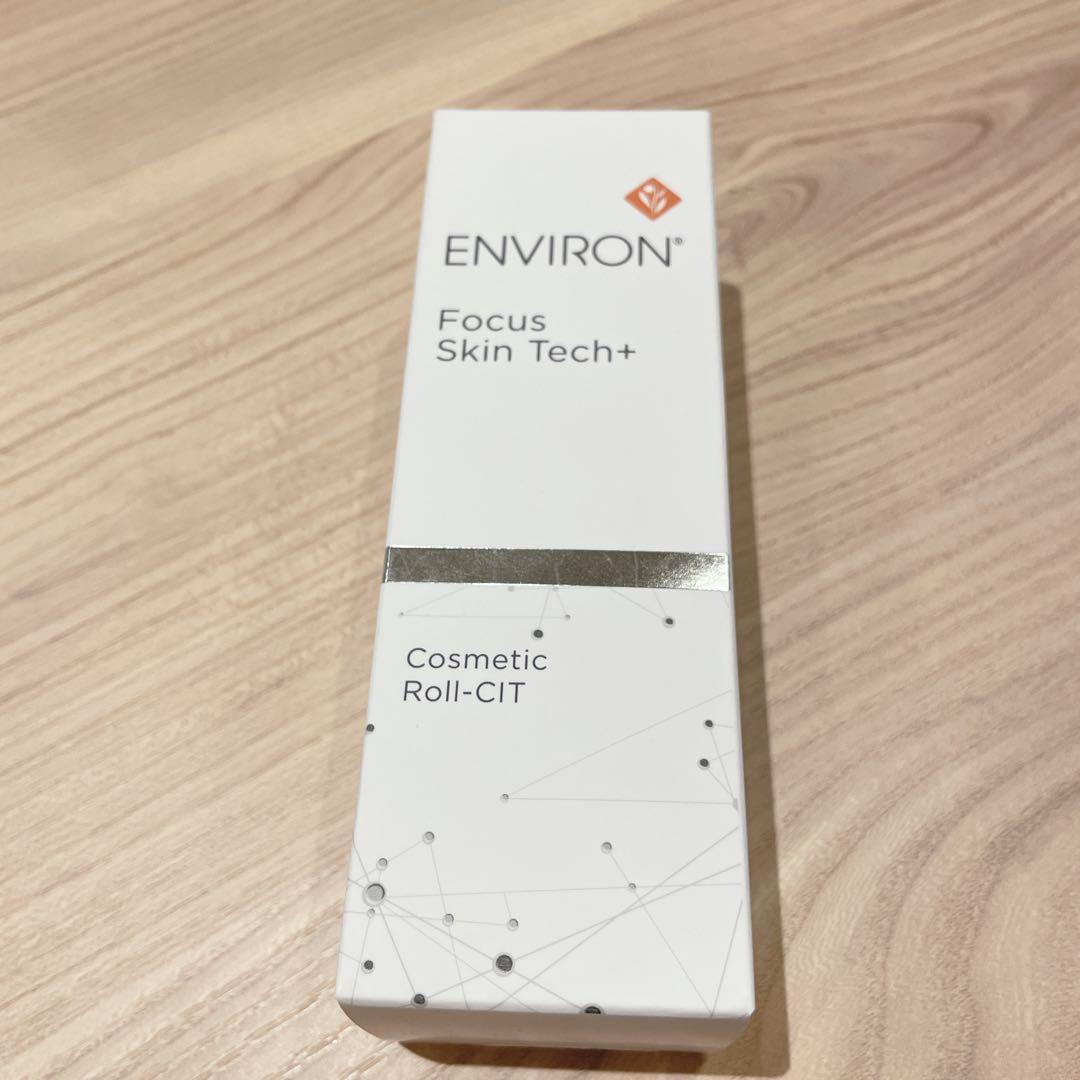 ENVIRON®
Focus
Skin Tech+
Cosmetic
Roll-CIT